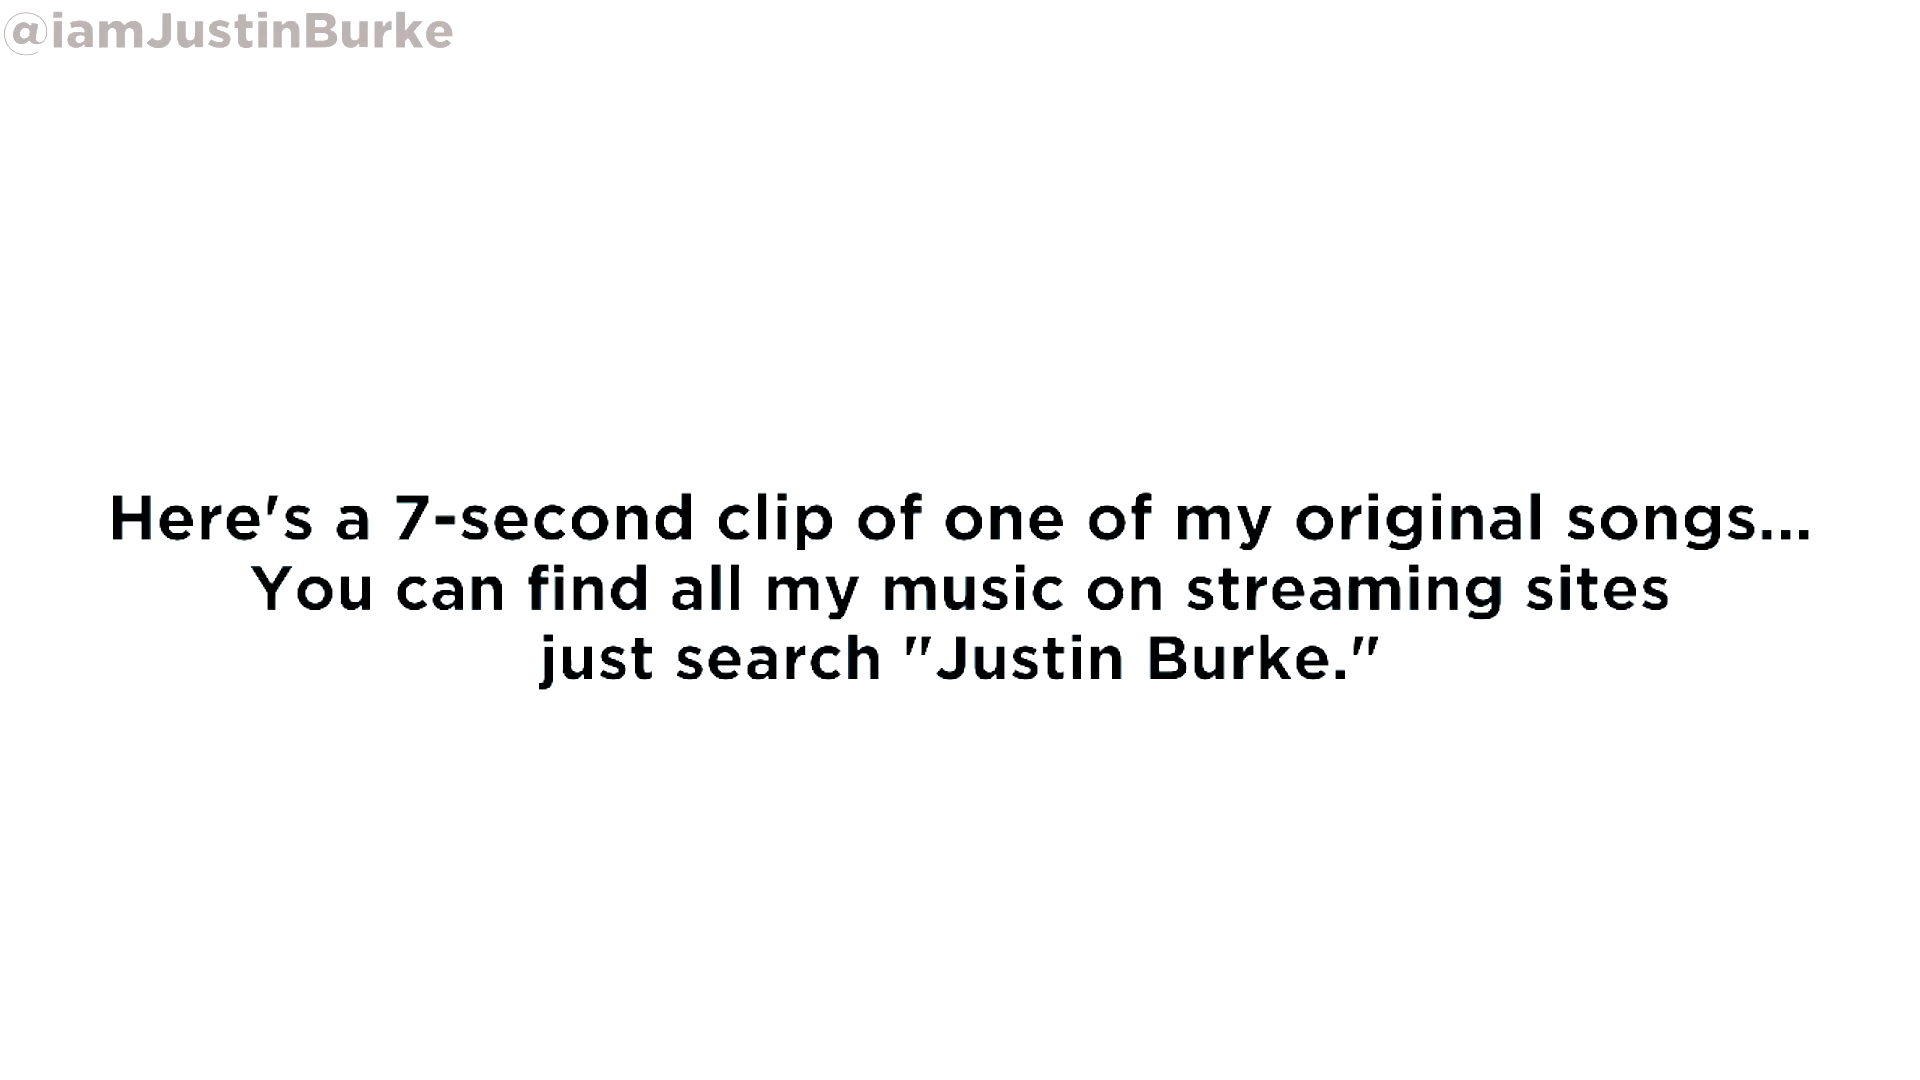 @iamJustinBurke
Here's a 7-second clip of one of my original songs...
You can find all my music on streaming sites
just search "Justin Burke."